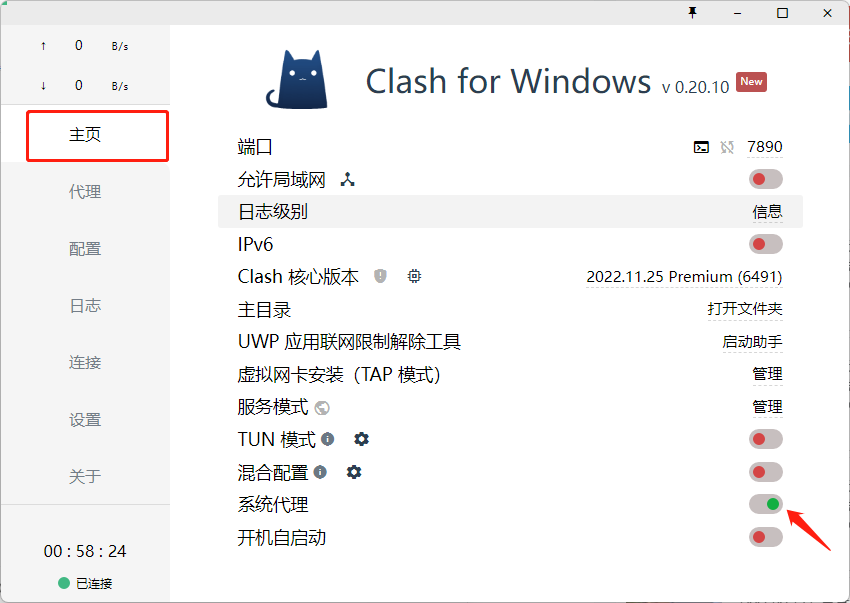 ↑ 0 B/s
↓ 0 B/s
主页
代理
配置
日志
连接
设置
关于
00 : 58 : 24
已连接
Clash for Windows v 0.20.10 New
端口 7890
允许局域网
日志级别 信息
IPv6
Clash 核心版本 2022.11.25 Premium (6491)
主目录 打开文件夹
UWP 应用联网限制解除工具 启动助手
虚拟网卡安装（TAP 模式） 管理
服务模式 管理
TUN 模式
混合配置
系统代理
开机自启动